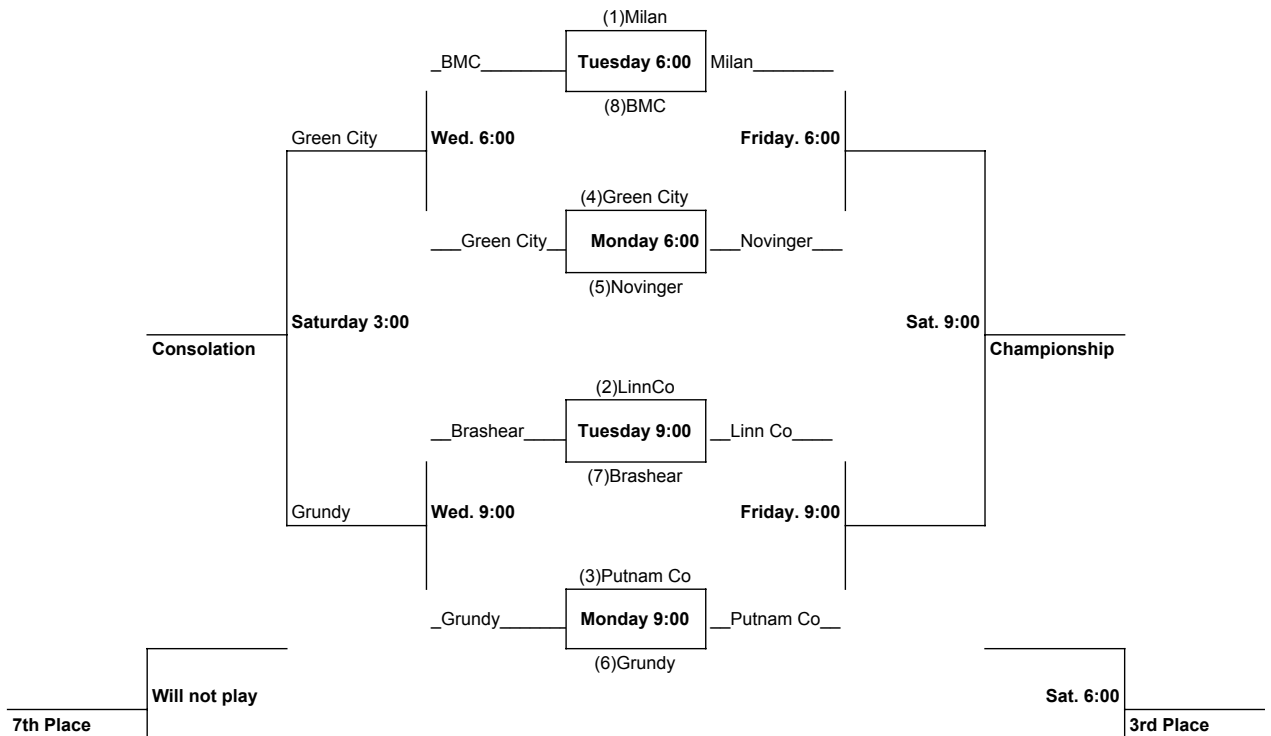 (1)Milan
_BMC________ Tuesday 6:00 Milan________
(8)BMC
Green City Wed. 6:00 Friday. 6:00
(4)Green City
___Green City__ Monday 6:00 ___Novinger___
(5)Novinger
Saturday 3:00 Sat. 9:00
Consolation Championship
(2)LinnCo
__Brashear____ Tuesday 9:00 __Linn Co____
(7)Brashear
Grundy Wed. 9:00 Friday. 9:00
(3)Putnam Co
_Grundy______ Monday 9:00 __Putnam Co__
(6)Grundy
Will not play Sat. 6:00
7th Place 3rd Place